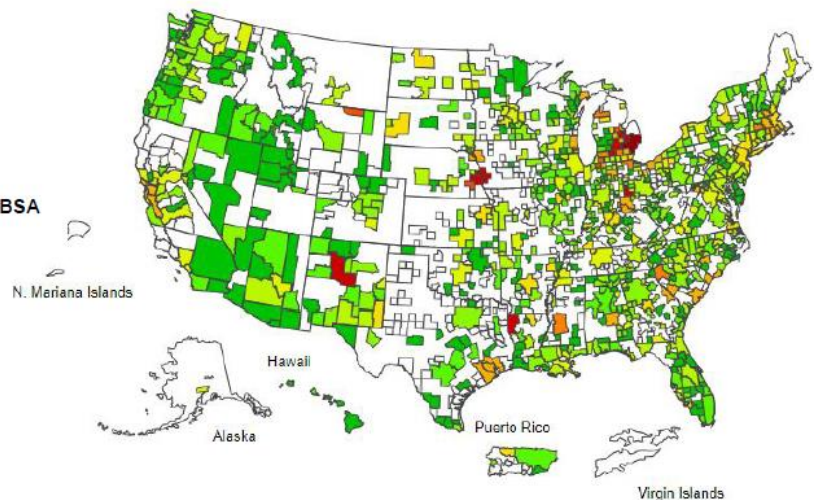 BSA
N. Mariana Islands
Hawaii
Alaska
Puerto Rico
Virgin Islands